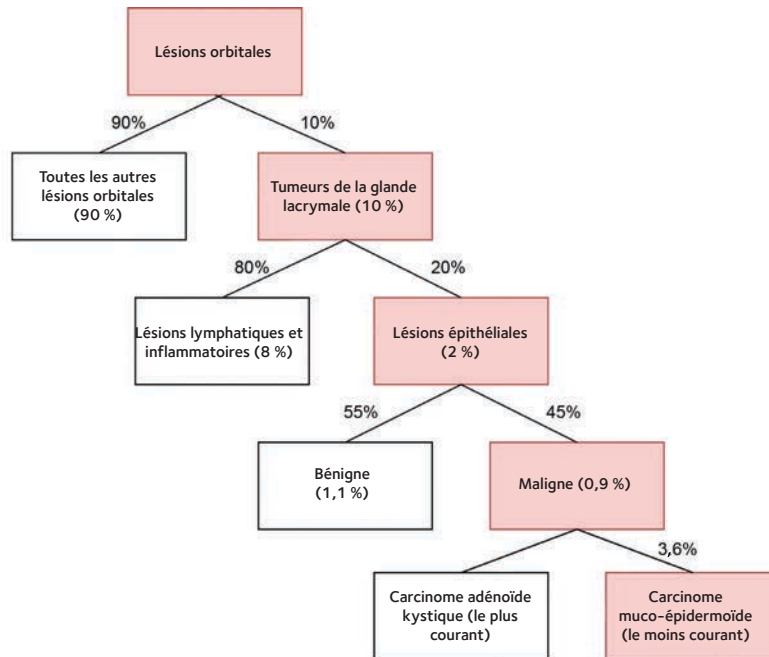 Lésions orbitales
90%
10%
Toutes les autres
lésions orbitales
(90 %)
Tumeurs de la glande
lacrymale (10 %)
80%
20%
Lésions lymphatiques et
inflammatoires (8 %)
Lésions épithéliales
(2 %)
55%
45%
Bénigne
(1,1 %)
Maligne (0,9 %)
3,6%
Carcinome adénoïde
kystique (le plus
courant)
Carcinome
muco-épidermoïde
(le moins courant)